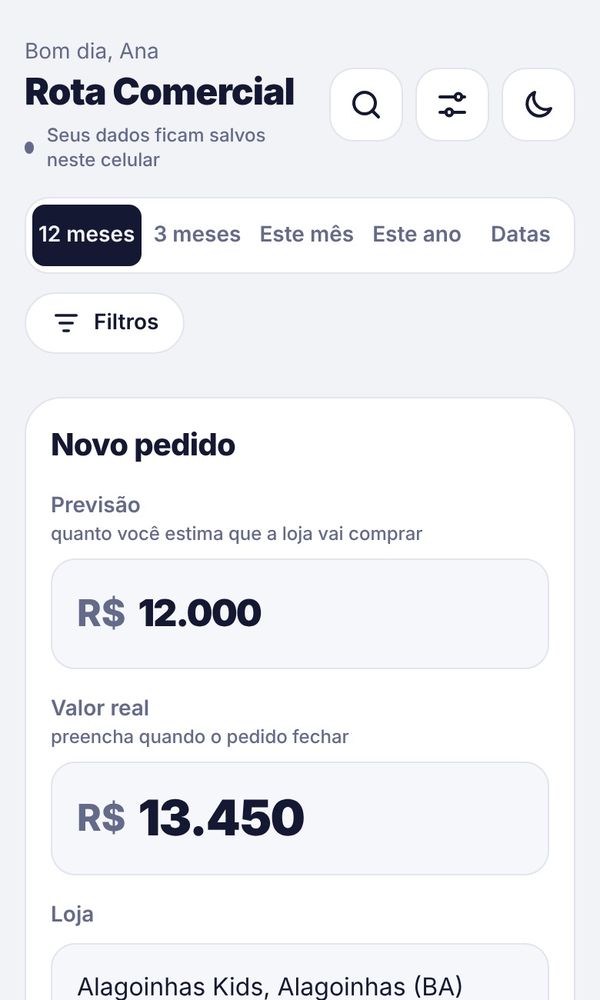 Bom dia, Ana
Rota Comercial
Seus dados ficam salvos
neste celular
12 meses 3 meses Este mês Este ano Datas
Filtros
Novo pedido
Previsão
quanto você estima que a loja vai comprar
R$ 12.000
Valor real
preencha quando o pedido fechar
R$ 13.450
Loja
Alagoinhas Kids, Alagoinhas (BA)